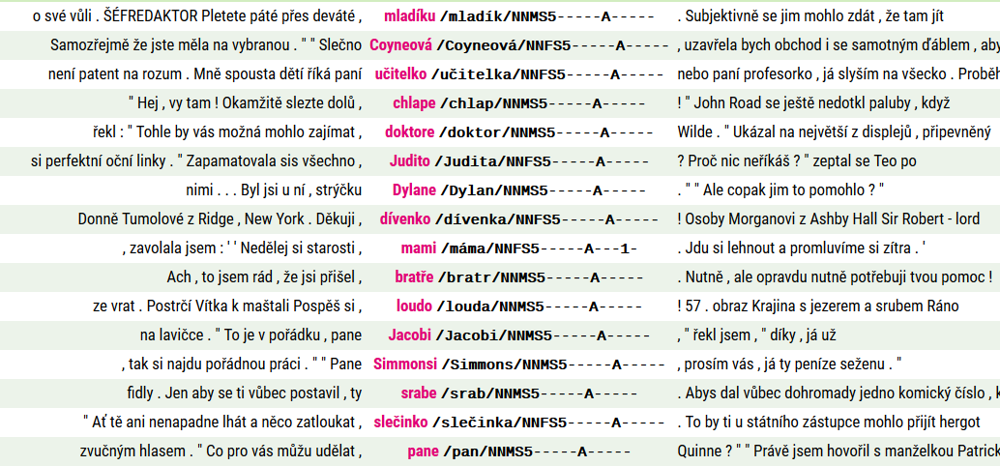 o své vůli . ŠÉFREDAKTOR Pletete páté přes deváté , mladíku /mladík/NNMS5-----A----- . Subjektivně se jim mohlo zdát , že tam jít
Samozřejmě že jste měla na vybranou . " " Slečno Coyneová /Coyneová/NNFS5-----A----- , uzavřela bych obchod i se samotným ďáblem , aby
není patent na rozum . Mně spousta dětí říká paní učitelko /učitelka/NNFS5-----A----- nebo paní profesorko , já slyším na všecko . Proběh
" Hej , vy tam ! Okamžitě slezte dolů , chlape /chlap/NNMS5-----A----- ! " John Road se ještě nedotkl paluby , když
řekl : " Tohle by vás možná mohlo zajímat , doktore /doktor/NNMS5-----A----- Wilde . " Ukázal na největší z displejů , připevněný
si perfektní oční linky . " Zapamatovala sis všechno , Judito /Judita/NNFS5-----A----- ? Proč nic neříkáš ? " zeptal se Teo po
nimi . . . Byl jsi u ní , strýčku Dylane /Dylan/NNMS5-----A----- . " " Ale copak jim to pomohlo ? "
Donně Tumolové z Ridge , New York . Děkuji , dívenko /dívenka/NNFS5-----A----- ! Osoby Morganovi z Ashby Hall Sir Robert - lord
, zavolala jsem : ' ' Nedělej si starosti , mami /máma/NNFS5-----A---1- . Jdu si lehnout a promluvíme si zítra . '
Ach , to jsem rád , že jsi přišel , bratře /bratr/NNMS5-----A----- . Nutně , ale opravdu nutně potřebuji tvou pomoc !
ze vrat . Postrčí Vítka k maštali Pospěš si , loudo /louda/NNMS5-----A----- ! 57 . obraz Krajina s jezerem a srubem Ráno
na lavičce . " To je v pořádku , pane Jacobi /Jacobi/NNMS5-----A----- , " řekl jsem , " díky , já už
, tak si najdu pořádnou práci . " " Pane Simmonsi /Simmons/NNMS5-----A----- , prosím vás , já ty peníze seženu . "
fidly . Jen aby se ti vůbec postavil , ty srabe /srab/NNMS5-----A----- . Abys dal vůbec dohromady jedno komický číslo , k
" Ať tě ani nenapadne lhát a něco zatloukat , slečinko /slečinka/NNFS5-----A----- . To by ti u státního zástupce mohlo přijít hergot
zvučným hlasem . " Co pro vás můžu udělat , pane /pan/NNMS5-----A----- Quinne ? " " Právě jsem hovořil s manželkou Patrick